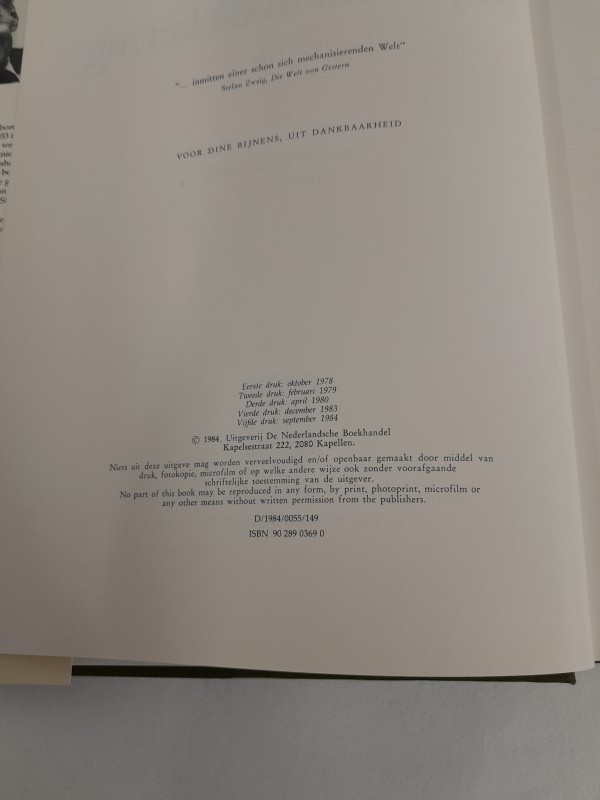 "... inmitten einer schon sich mechanisierenden Welt"
Stefan Zweig, Die Welt von Gestern
VOOR DINE BIJNENS, UIT DANKBAARHEID
Eerste druk: oktober 1978
Tweede druk: februari 1979
Derde druk: april 1980
Vierde druk: december 1983
Vijfde druk: september 1984
© 1984, Uitgeverij De Nederlandsche Boekhandel
Kapelsestraat 222, 2080 Kapellen.
Niets uit deze uitgave mag worden verveelvoudigd en/of openbaar gemaakt door middel van
druk, fotokopie, microfilm of op welke andere wijze ook zonder voorafgaande
schriftelijke toestemming van de uitgever.
No part of this book may be reproduced in any form, by print, photoprint, microfilm or
any other means without written permission from the publishers.
D/1984/0055/149
ISBN 90 289 0369 0